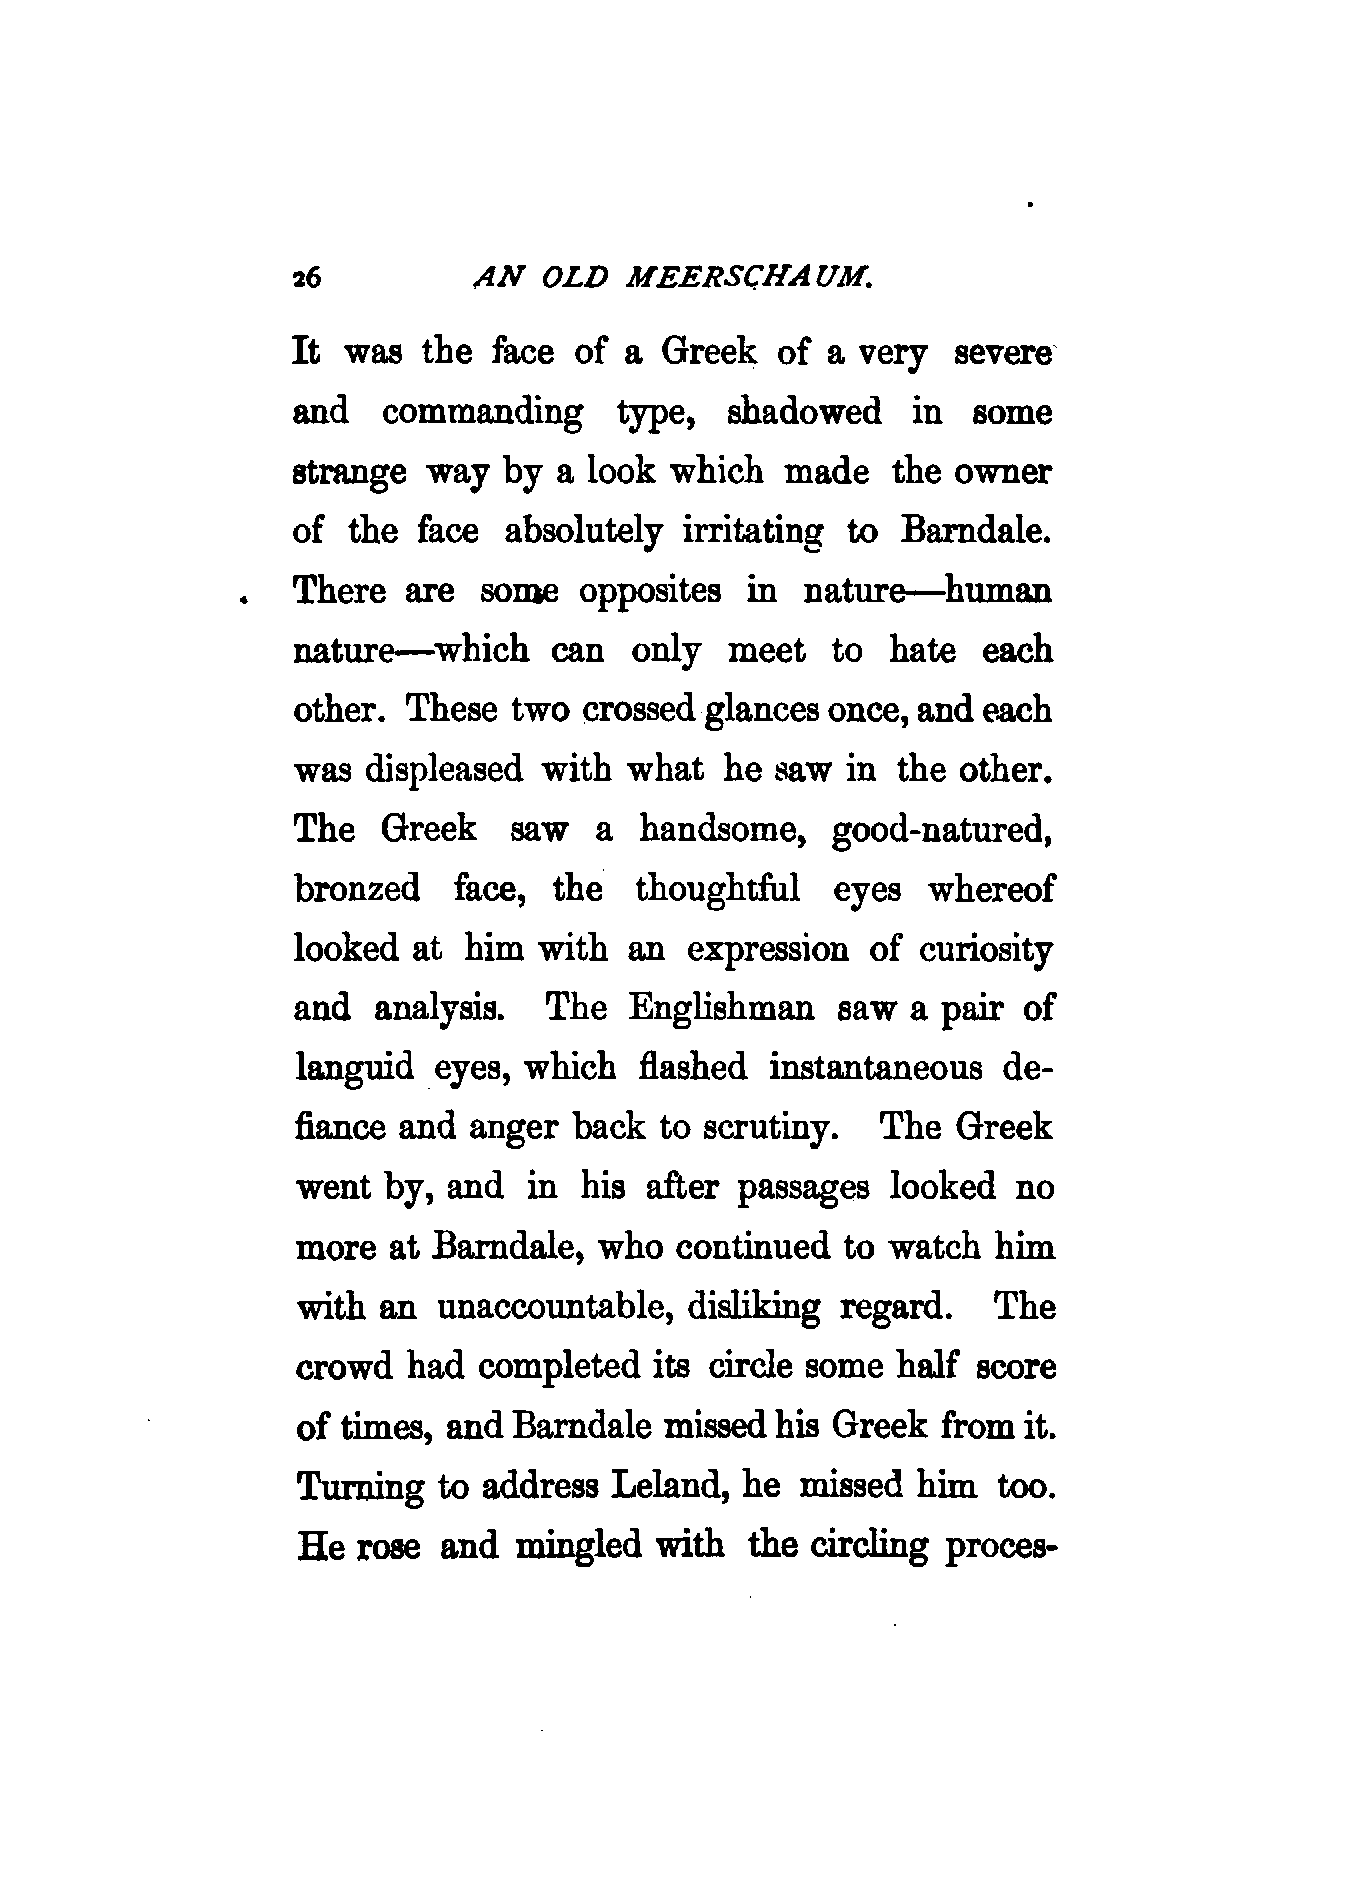 26 AN OLD MEERSCHAUM.
It was the face of a Greek of a very severe
and commanding type, shadowed in some
strange way by a look which made the owner
of the face absolutely irritating to Barndale.
There are some opposites in nature—human
nature—which can only meet to hate each
other. These two crossed glances once, and each
was displeased with what he saw in the other.
The Greek saw a handsome, good-natured,
bronzed face, the thoughtful eyes whereof
looked at him with an expression of curiosity
and analysis. The Englishman saw a pair of
languid eyes, which flashed instantaneous de-
fiance and anger back to scrutiny. The Greek
went by, and in his after passages looked no
more at Barndale, who continued to watch him
with an unaccountable, disliking regard. The
crowd had completed its circle some half score
of times, and Barndale missed his Greek from it.
Turning to address Leland, he missed him too.
He rose and mingled with the circling proces-